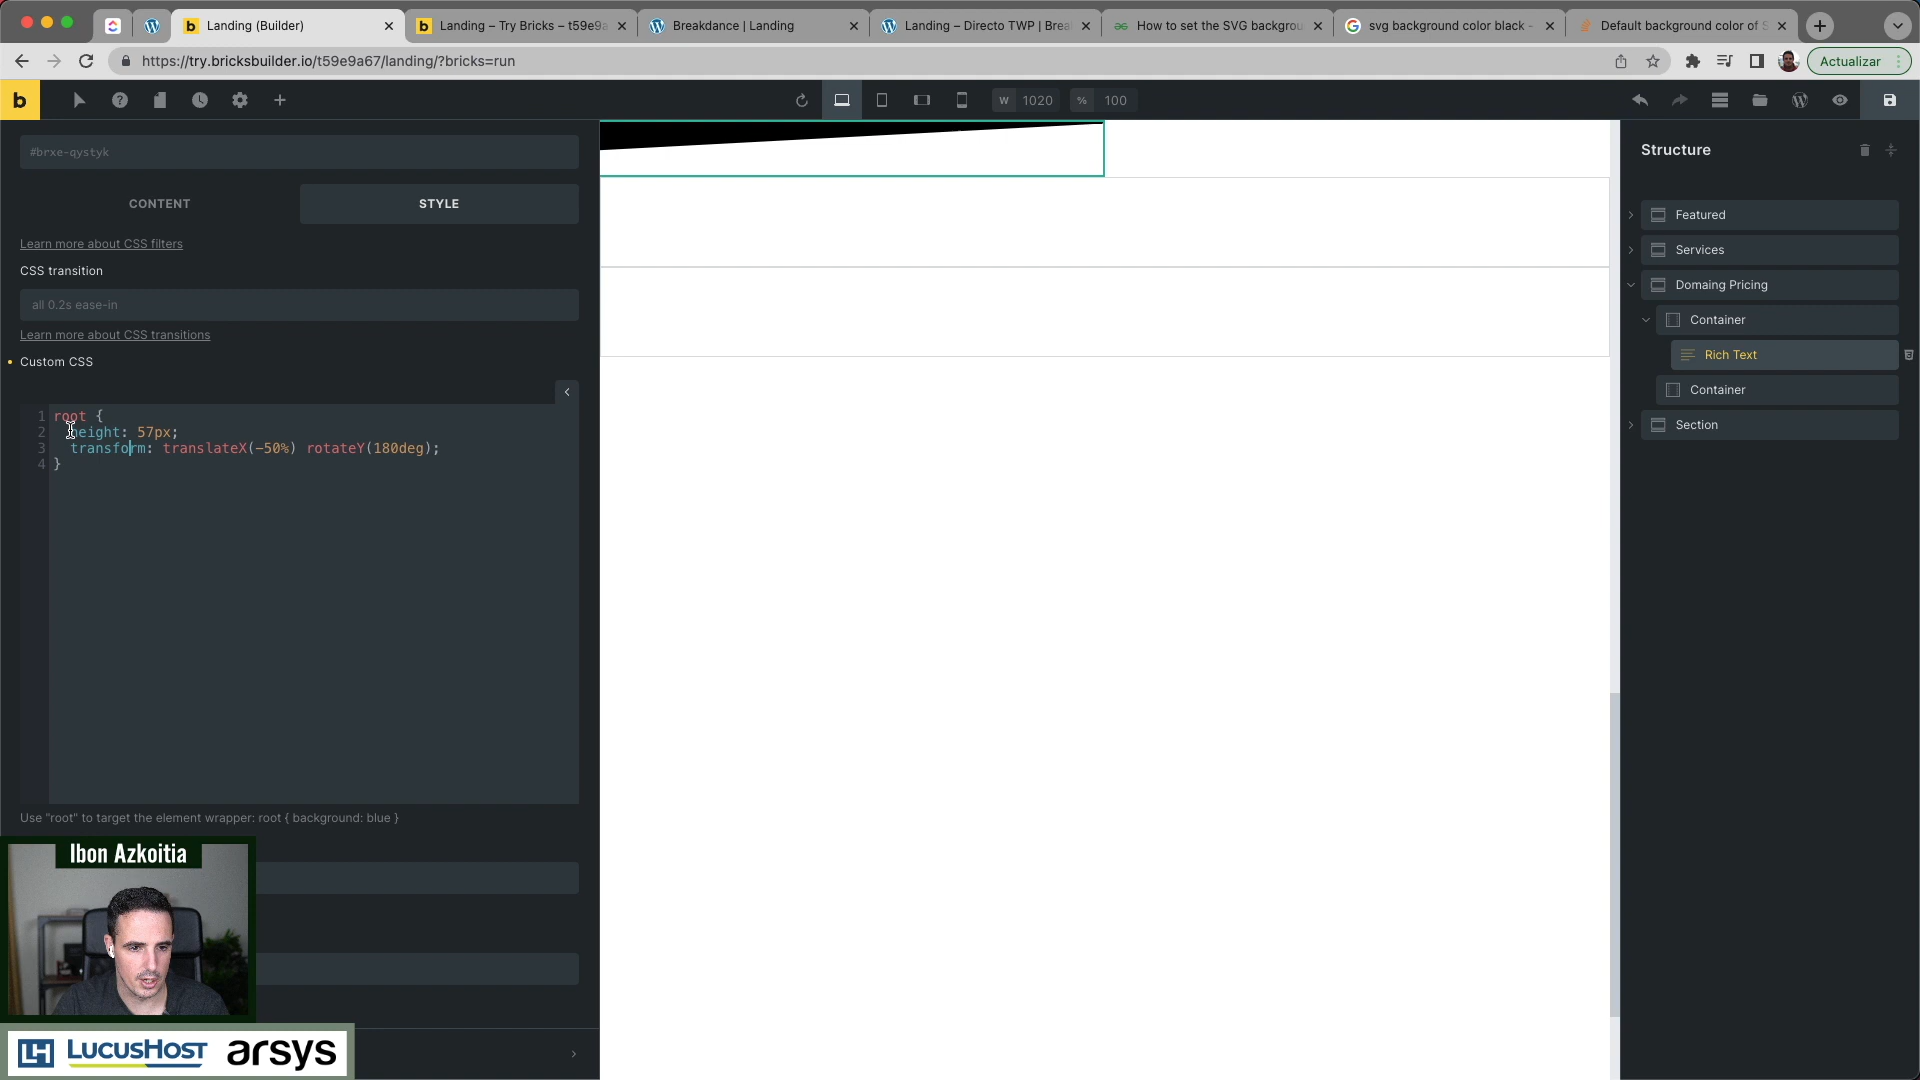 Landing (Builder)
Landing – Try Bricks – t59e9a
Breakdance | Landing
Landing – Directo TWP | Brea
How to set the SVG backgrou
svg background color black -
Default background color of S
https://try.bricksbuilder.io/t59e9a67/landing/?bricks=run
Actualizar
b
W 1020
% 100
#brxe-qystyk
CONTENT
STYLE
Learn more about CSS filters
CSS transition
all 0.2s ease-in
Learn more about CSS transitions
Custom CSS
1 root {
2 height: 57px;
3 transform: translateX(-50%) rotateY(180deg);
4 }
Use "root" to target the element wrapper: root { background: blue }
Structure
Featured
Services
Domaing Pricing
Container
Rich Text
Container
Section
Ibon Azkoitia
LH LUCUSHOST arsys